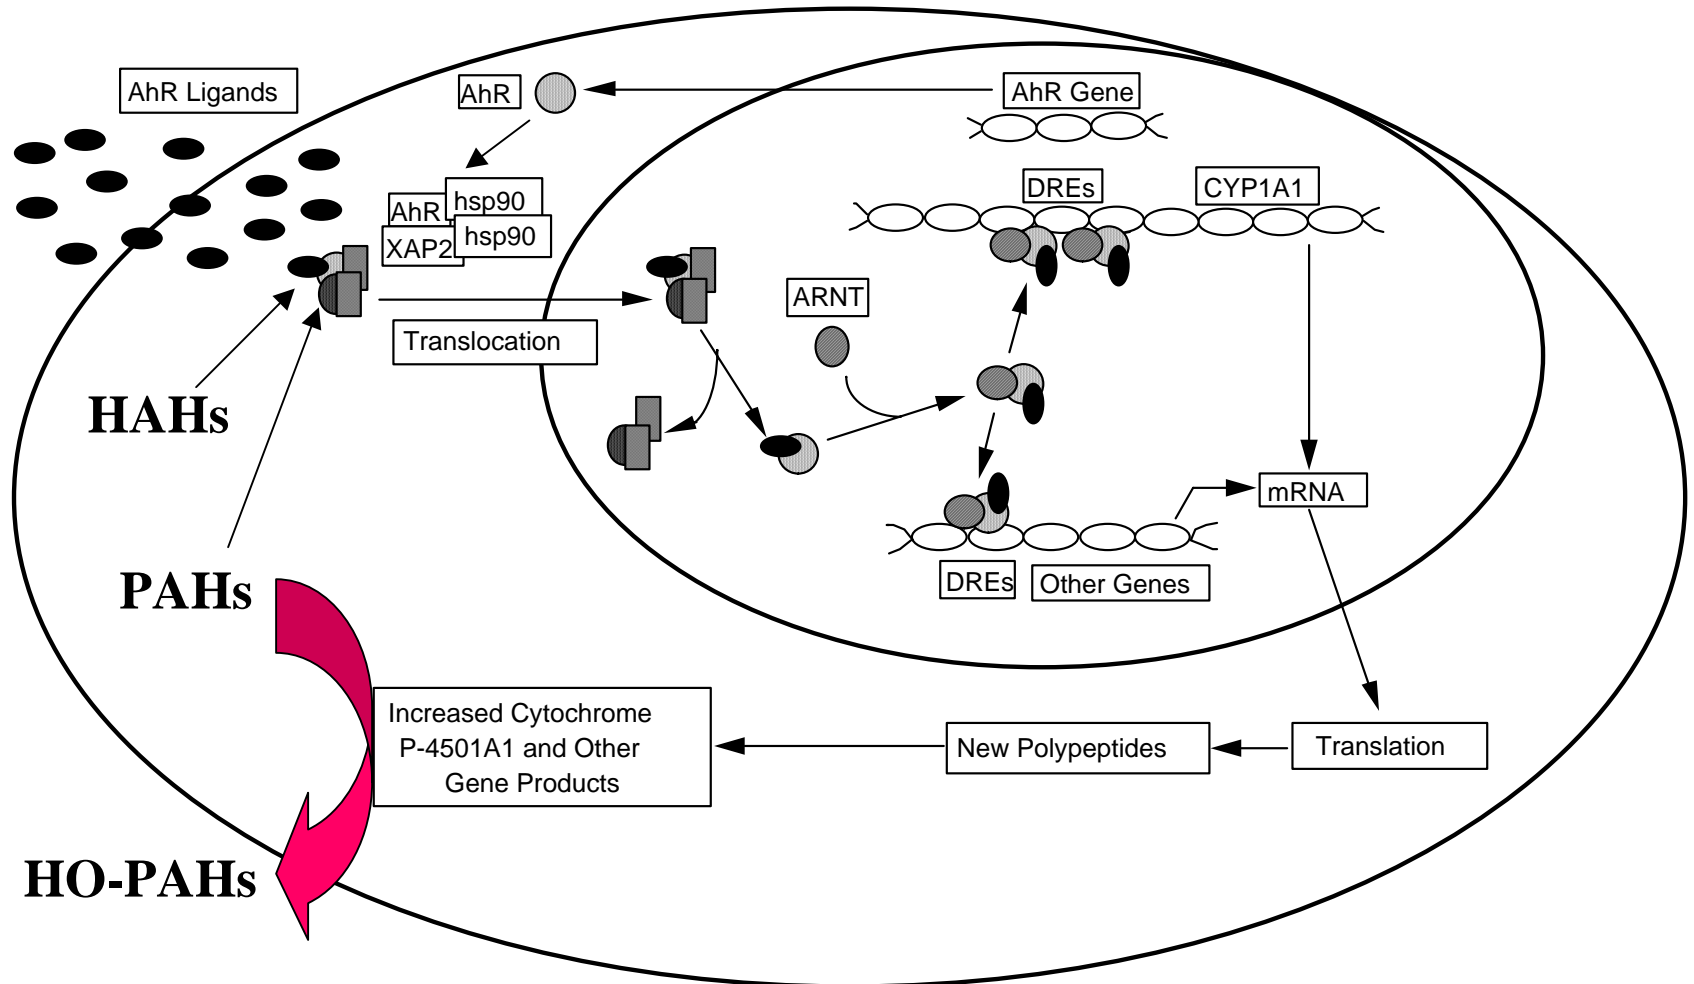 AhR Ligands
AhR
AhR Gene
hsp90
AhR
hsp90
XAP2
DREs
CYP1A1
ARNT
Translocation
HAHs
mRNA
PAHs
DREs
Other Genes
Increased Cytochrome
P-4501A1 and Other
Gene Products
New Polypeptides
Translation
HO-PAHs